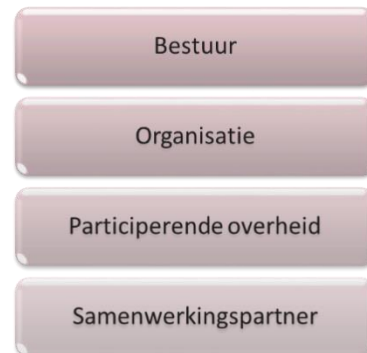 Bestuur
Organisatie
Participerende overheid
Samenwerkingspartner